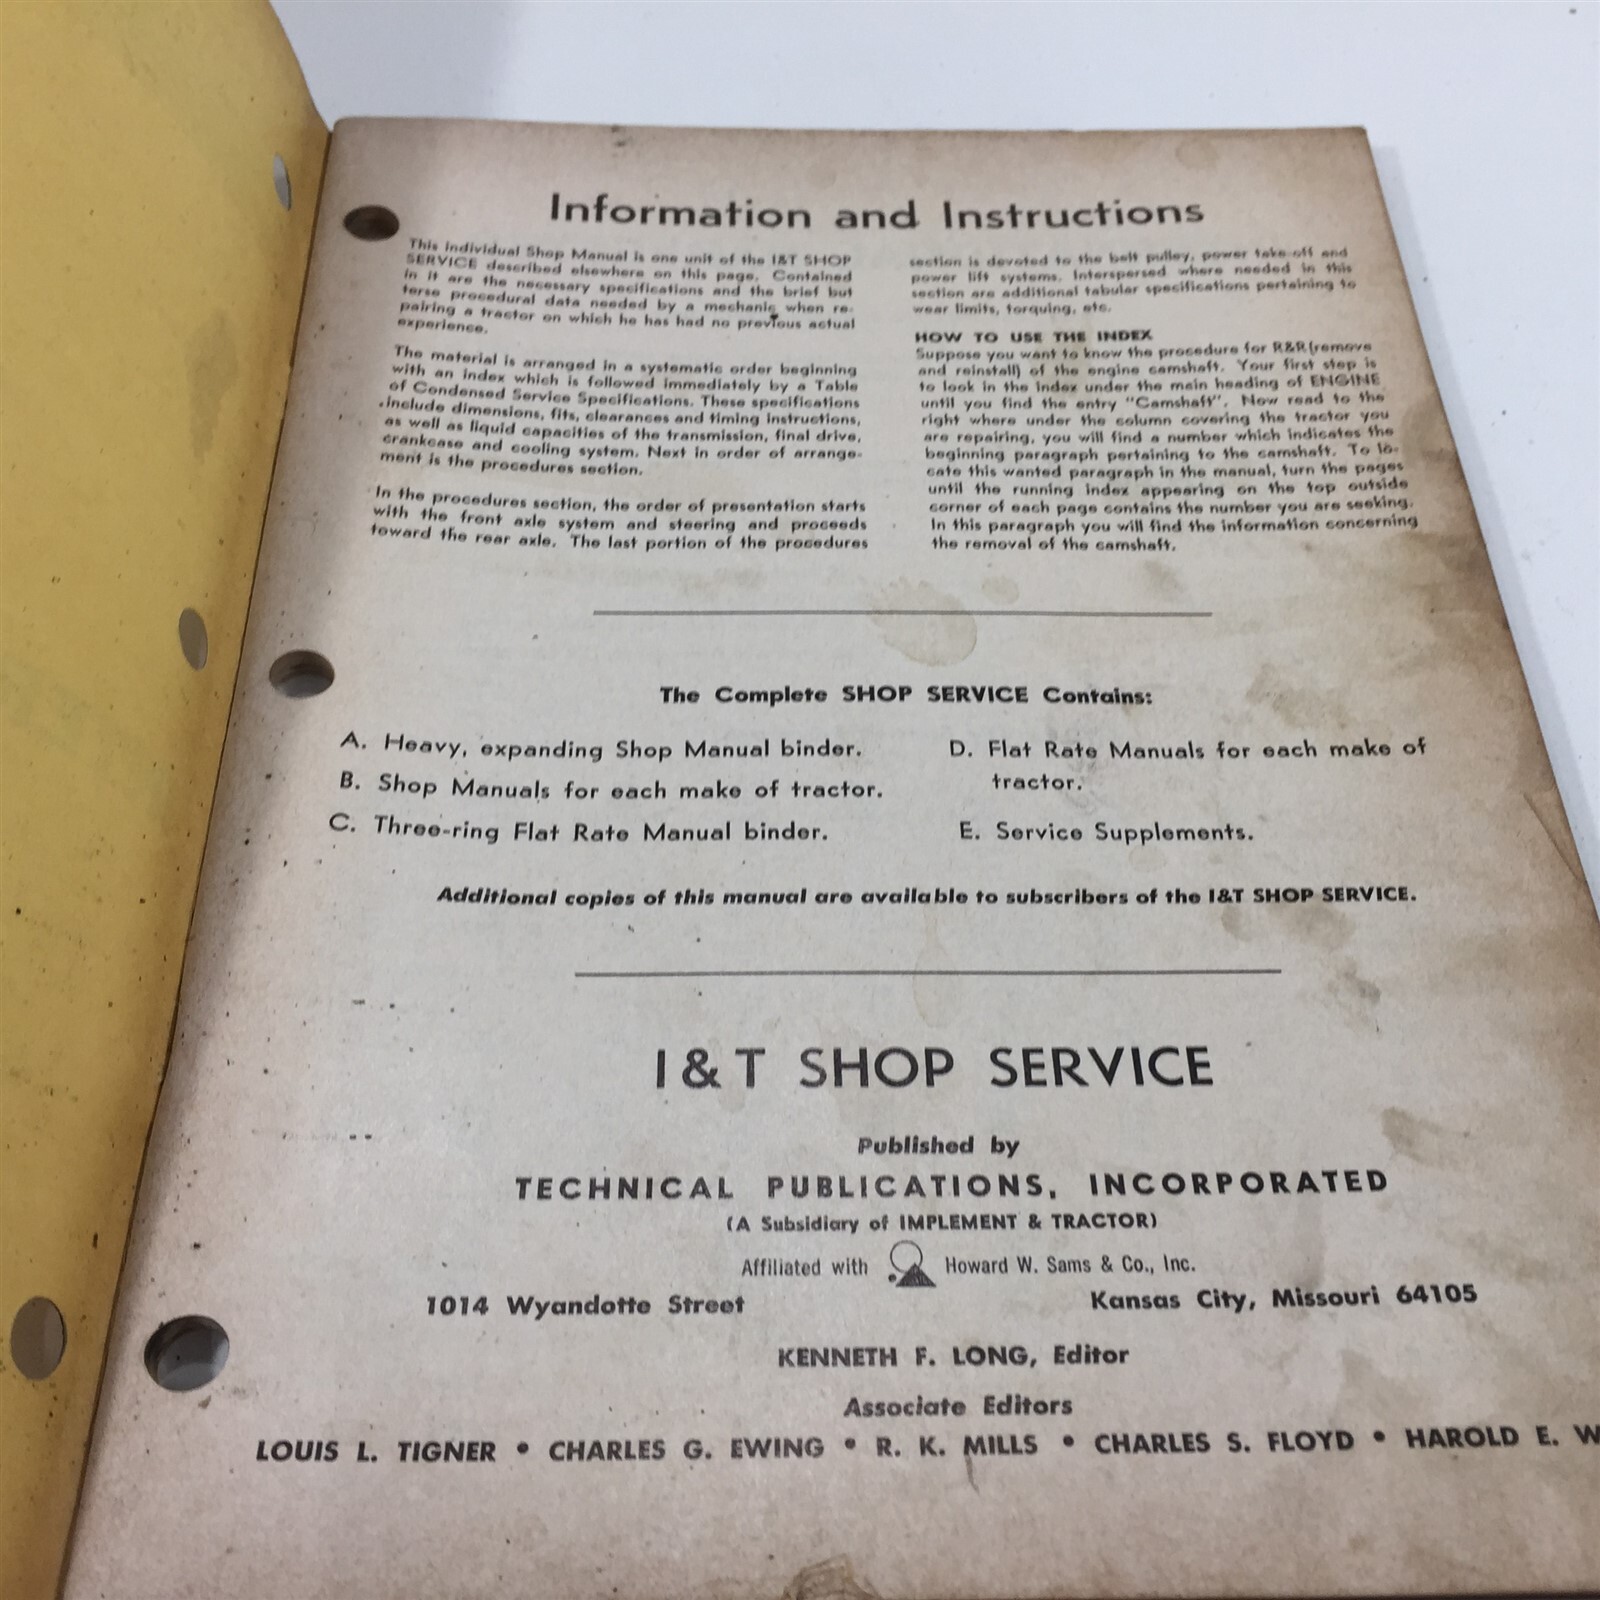 Information and Instructions
This individual Shop Manual is one unit of the I&T SHOP
SERVICE described elsewhere on this page. Contained
in it are the necessary specifications and the brief but
terse procedural data needed by a mechanic when re-
pairing a tractor on which he has had no previous actual
experience.
The material is arranged in a systematic order beginning
with an index which is followed immediately by a Table
of Condensed Service Specifications. These specifications
include dimensions, fits, clearances and timing instructions,
as well as liquid capacities of the transmission, final drive,
crankcase and cooling system. Next in order of arrange-
ment is the procedures section.
In the procedures section, the order of presentation starts
with the front axle system and steering and proceeds
toward the rear axle. The last portion of the procedures
section is devoted to the belt pulley, power take-off and
power lift systems. Interspersed where needed in this
section are additional tabular specifications pertaining to
wear limits, torquing, etc.
HOW TO USE THE INDEX
Suppose you want to know the procedure for R&R (remove
and reinstall) of the engine camshaft. Your first step is
to look in the index under the main heading of ENGINE
until you find the entry "Camshaft". Now read to the
right where under the column covering the tractor you
are repairing, you will find a number which indicates the
beginning paragraph pertaining to the camshaft. To lo-
cate this wanted paragraph in the manual, turn the pages
until the running index appearing on the top outside
corner of each page contains the number you are seeking.
In this paragraph you will find the information concerning
the removal of the camshaft.
The Complete SHOP SERVICE Contains:
A. Heavy, expanding Shop Manual binder.
B. Shop Manuals for each make of tractor.
C. Three-ring Flat Rate Manual binder.
D. Flat Rate Manuals for each make of
tractor.
E. Service Supplements.
Additional copies of this manual are available to subscribers of the I&T SHOP SERVICE.
I&T SHOP SERVICE
Published by
TECHNICAL PUBLICATIONS, INCORPORATED
(A Subsidiary of IMPLEMENT & TRACTOR)
Affiliated with Howard W. Sams & Co., Inc.
1014 Wyandotte Street Kansas City, Missouri 64105
KENNETH F. LONG, Editor
Associate Editors
LOUIS L. TIGNER • CHARLES G. EWING • R. K. MILLS • CHARLES S. FLOYD • HAROLD E.